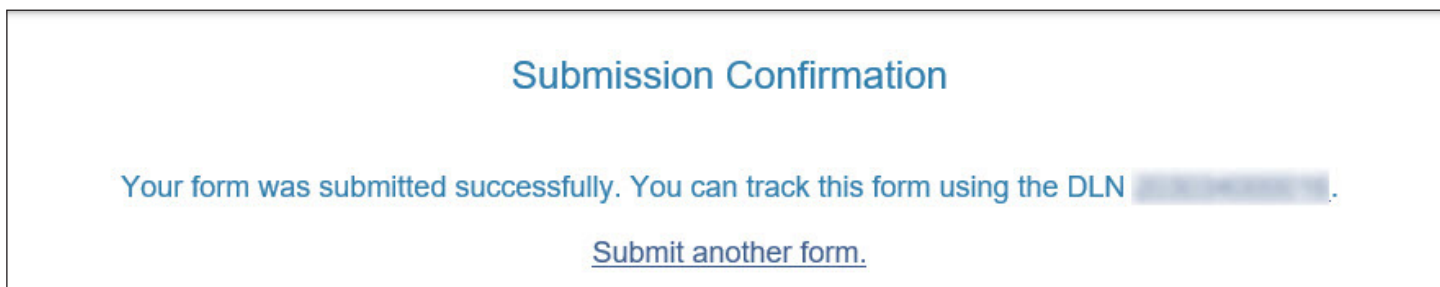 Submission Confirmation
Your form was submitted successfully. You can track this form using the DLN .
Submit another form.